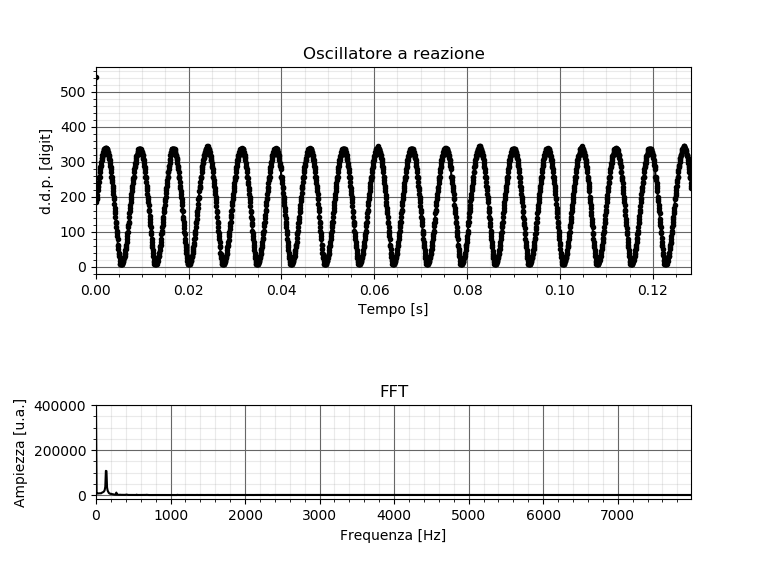 Oscillatore a reazione
d.d.p. [digit]
500
400
300
200
100
0
0.00 0.02 0.04 0.06 0.08 0.10 0.12
Tempo [s]
FFT
Ampiezza [u.a.]
400000
200000
0
0 1000 2000 3000 4000 5000 6000 7000
Frequenza [Hz]